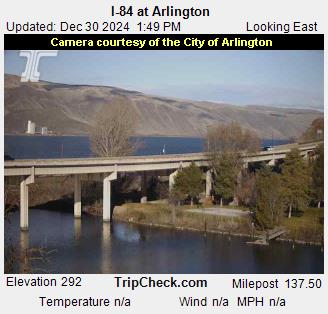 I-84 at Arlington
Updated: Dec 30 2024 1:49 PM Looking East
Camera courtesy of the City of Arlington
Elevation 292 TripCheck.com Milepost 137.50
Temperature n/a Wind n/a MPH n/a